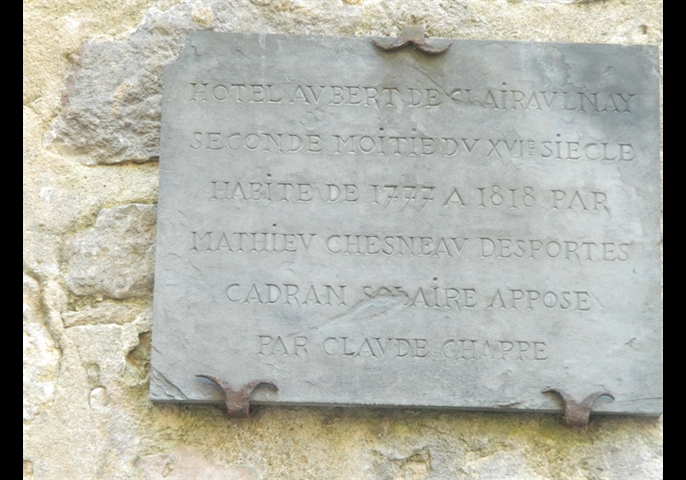 HOTEL AVBERT DE CLAIRAVLNAY
SECONDE MOITIE DV XVIE SIECLE
HABITE DE 1777 A 1818 PAR
MATHIEV CHESNEAV DESPORTES
CADRAN SOLAIRE APPOSE
PAR CLAVDE CHAPPE